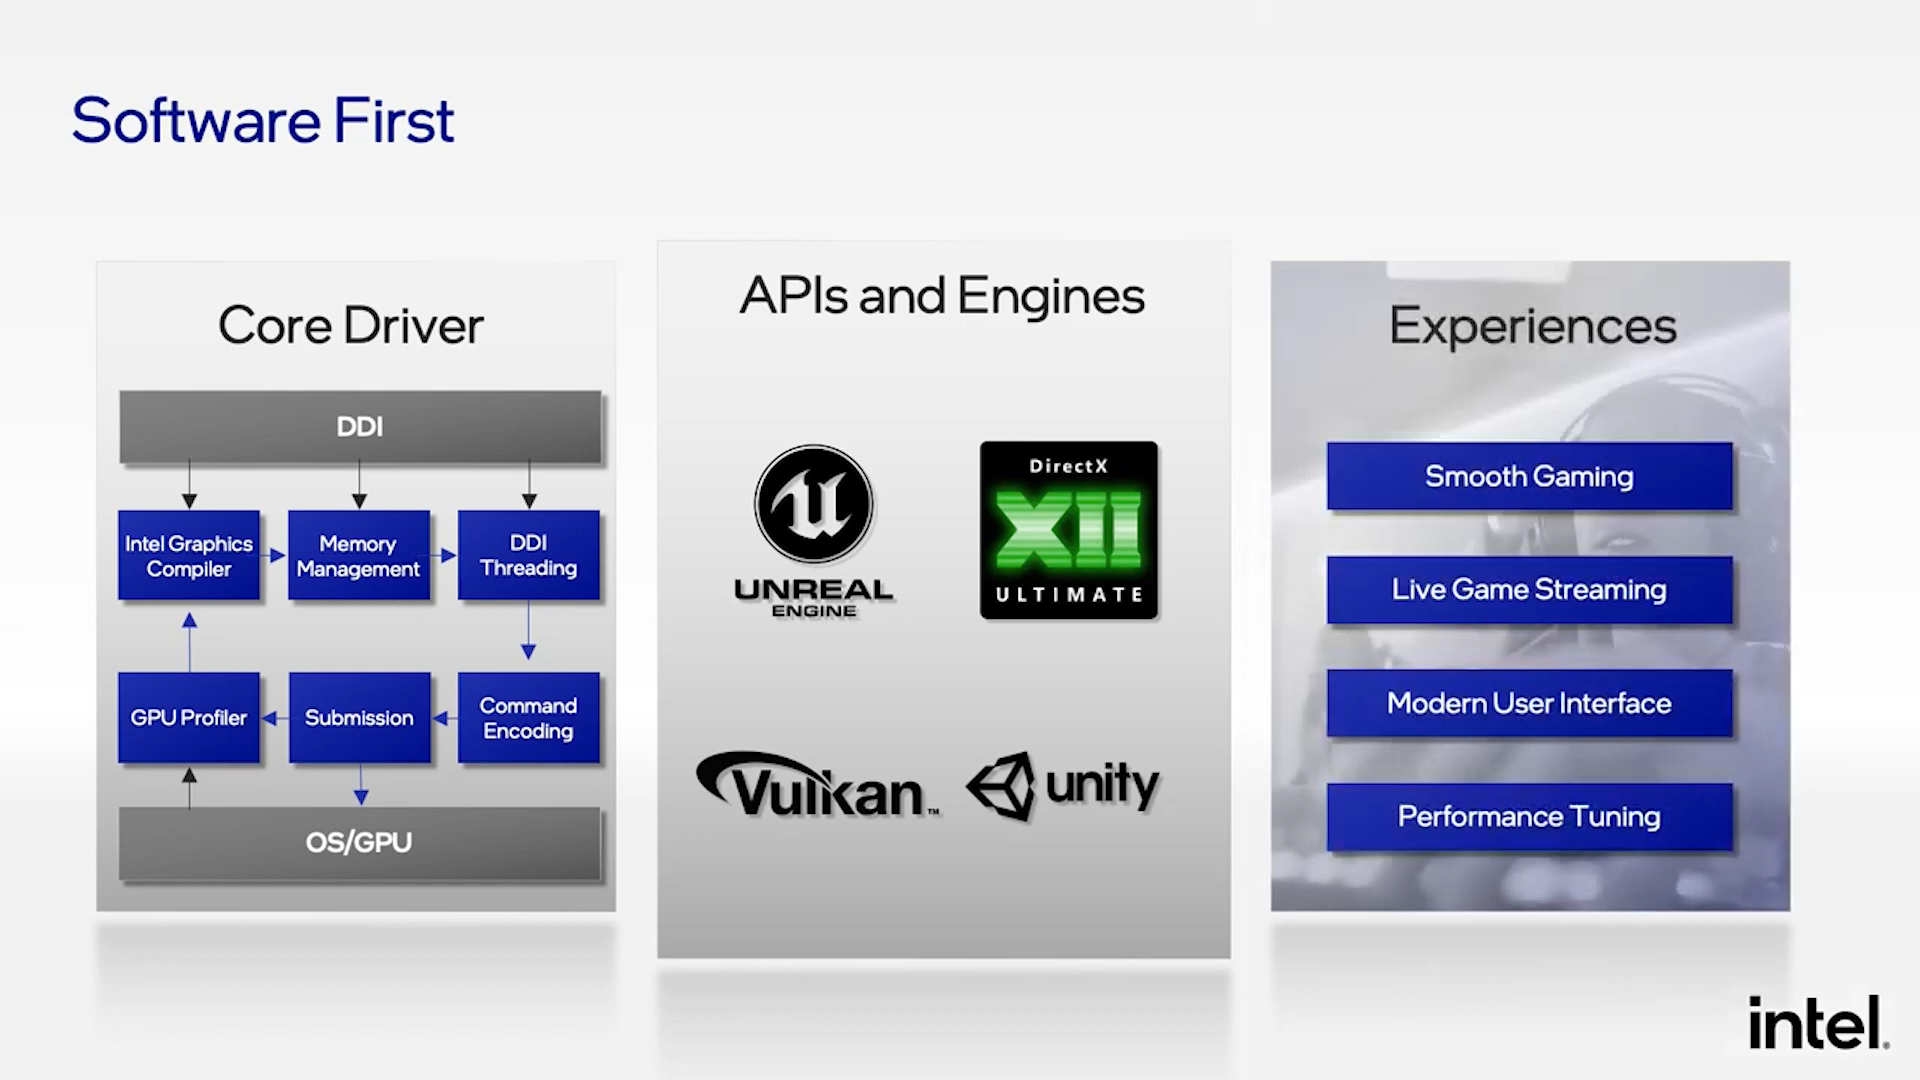 Software First
Core Driver
DDI
Intel Graphics
Compiler
Memory
Management
DDI
Threading
GPU Profiler
Submission
Command
Encoding
OS/GPU
APIs and Engines
UNREAL
ENGINE
DirectX
XII
ULTIMATE
Vulkan™
unity
Experiences
Smooth Gaming
Live Game Streaming
Modern User Interface
Performance Tuning
intel®